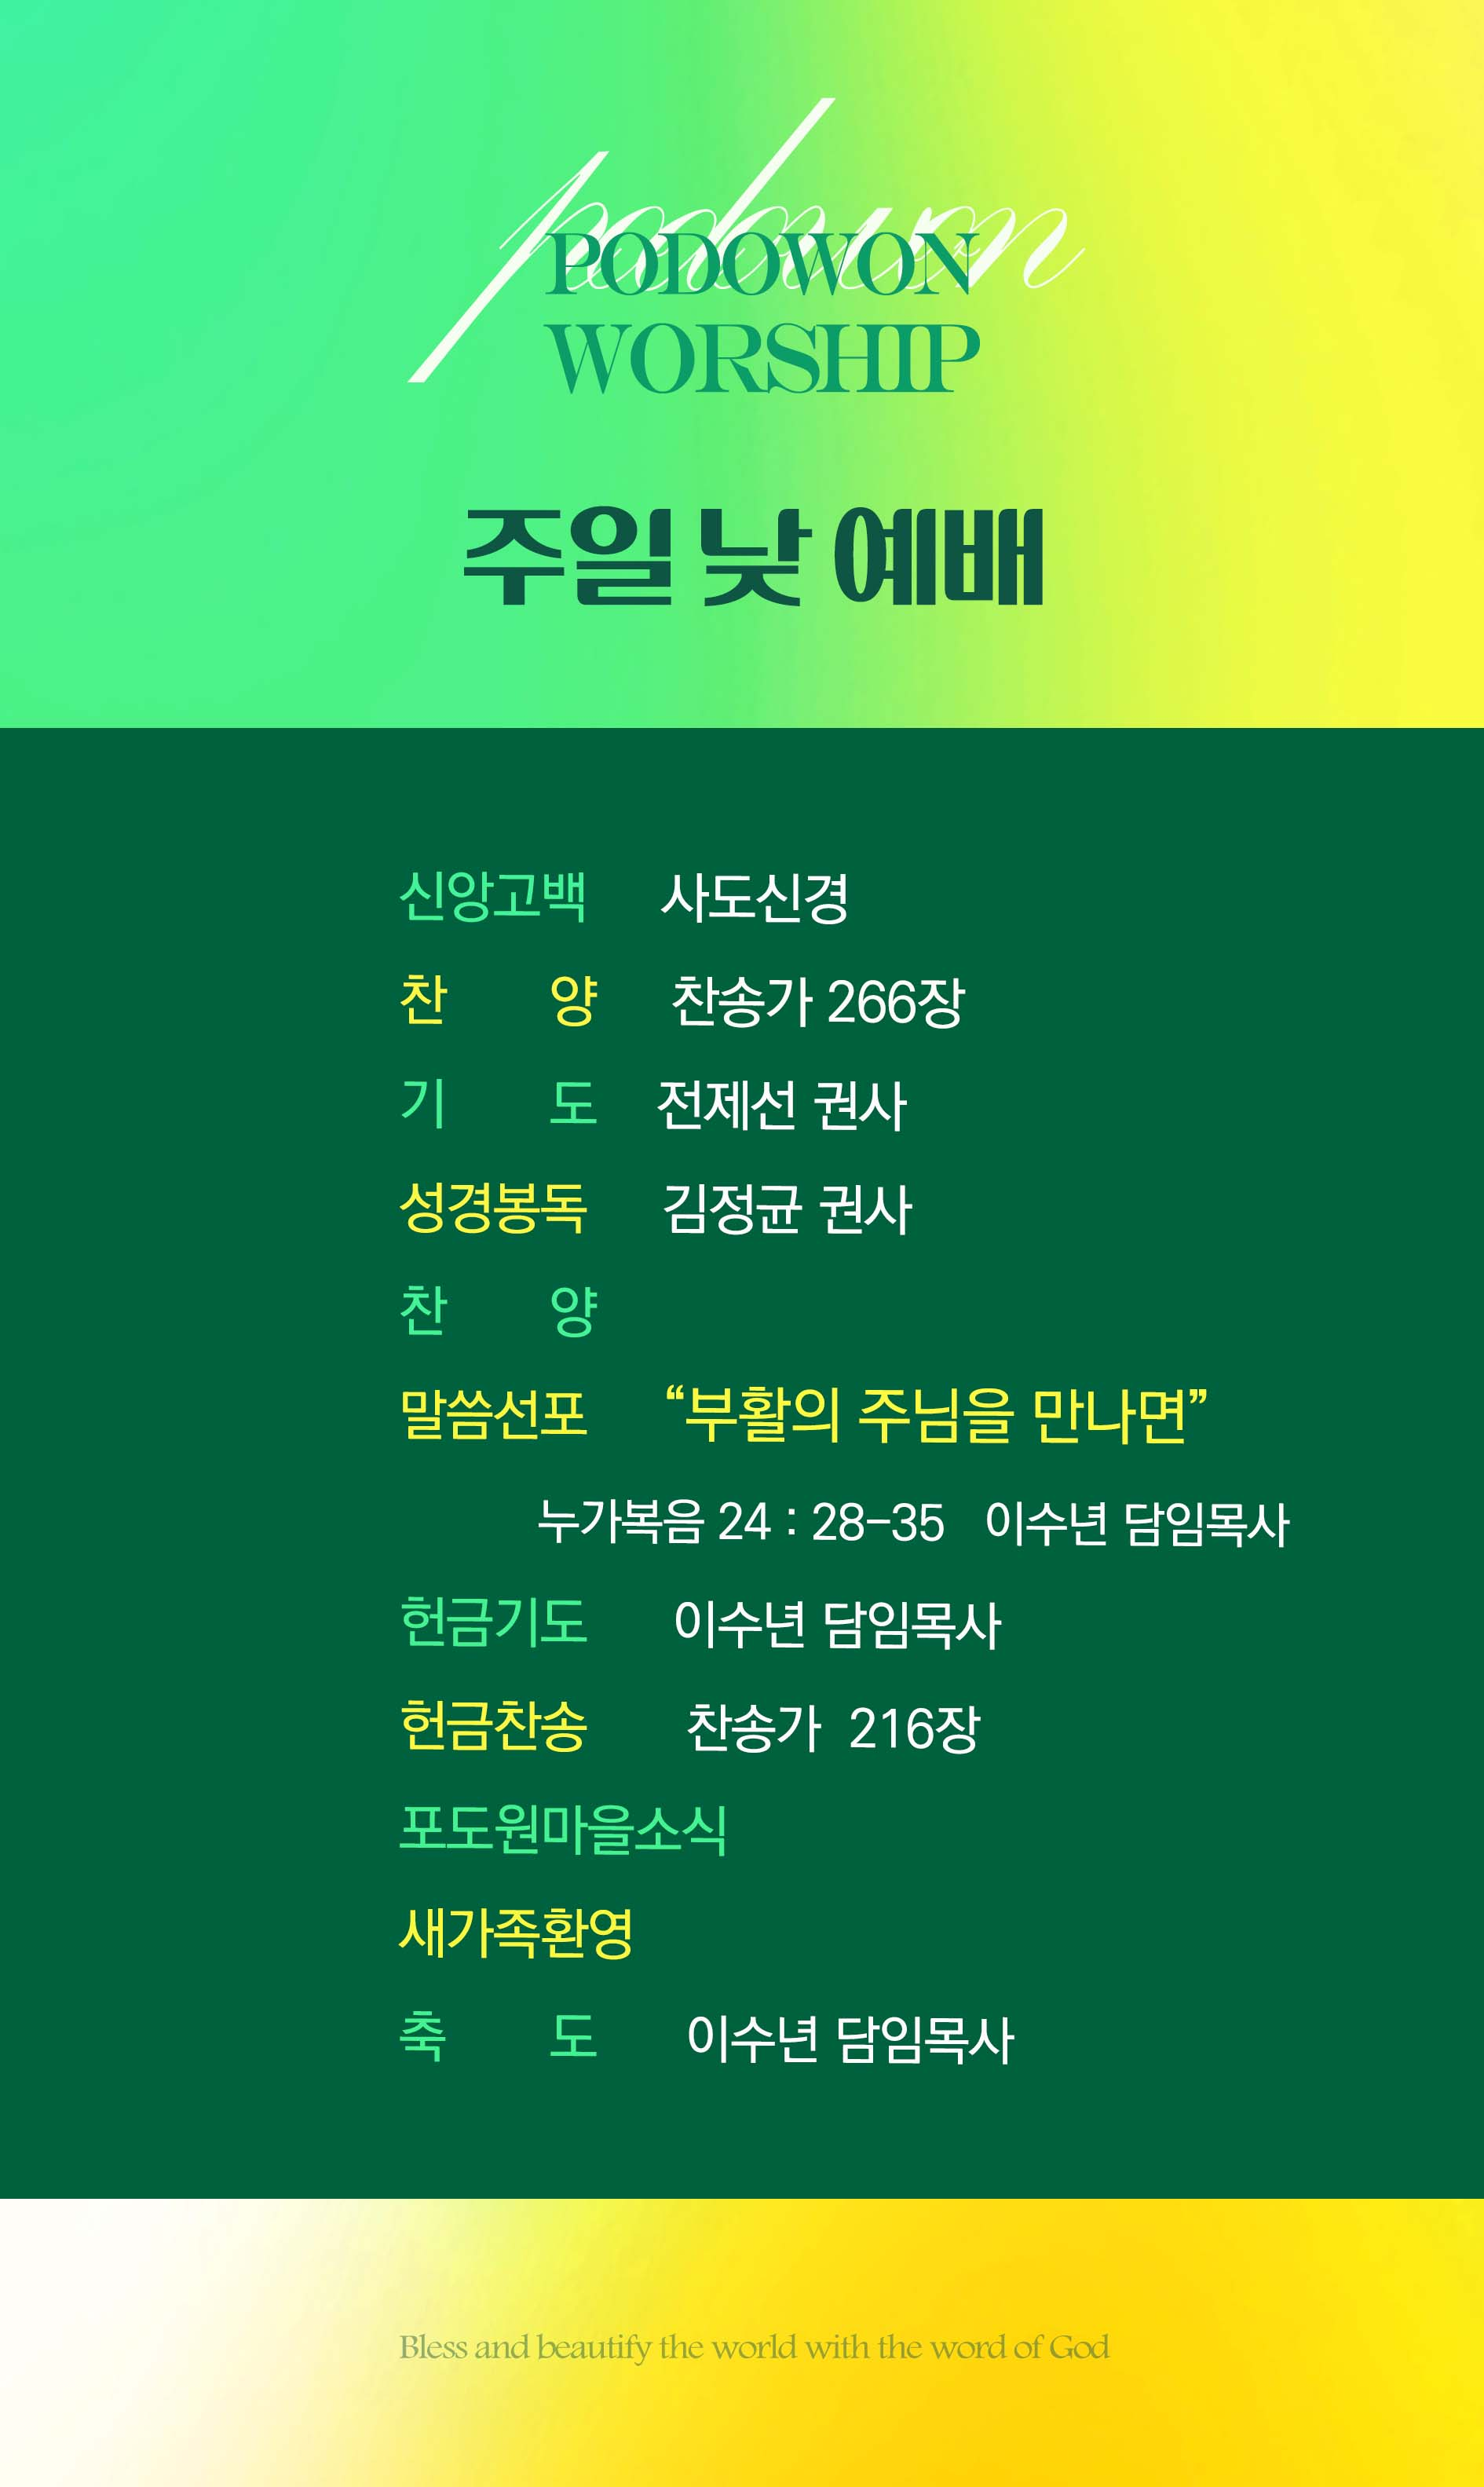 podowon
PODOWON
WORSHIP
주일 낮 예배
신앙고백 사도신경
찬 양 찬송가 266장
기 도 전제선 권사
성경봉독 김정균 권사
찬 양
말씀선포 “부활의 주님을 만나면”
누가복음 24 : 28-35 이수년 담임목사
헌금기도 이수년 담임목사
헌금찬송 찬송가 216장
포도원마을소식
새가족환영
축 도 이수년 담임목사
Bless and beautify the world with the word of God